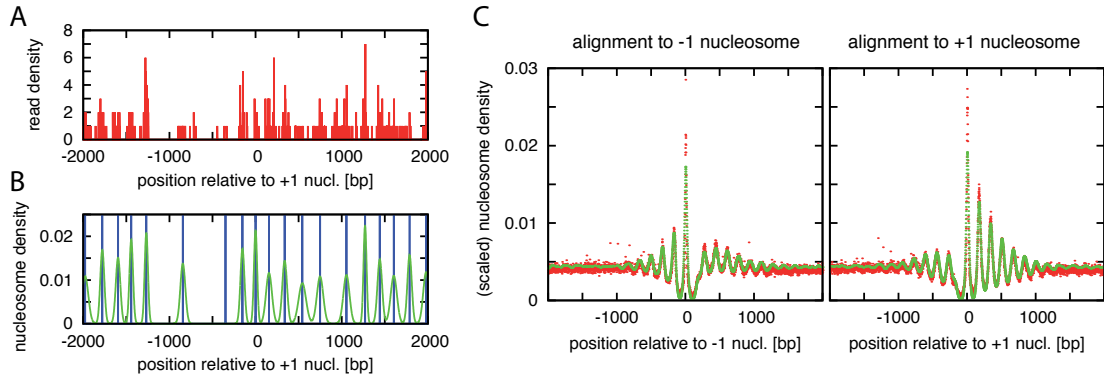 A
read density
8
6
4
2
0
-2000 -1000 0 1000 2000
position relative to +1 nucl. [bp]
B
nucleosome density
0.02
0.01
0
-2000 -1000 0 1000 2000
position relative to +1 nucl. [bp]
C
alignment to -1 nucleosome alignment to +1 nucleosome
(scaled) nucleosome density
0.03
0.02
0.01
0
-1000 0 1000 -1000 0 1000
position relative to -1 nucl. [bp] position relative to +1 nucl. [bp]